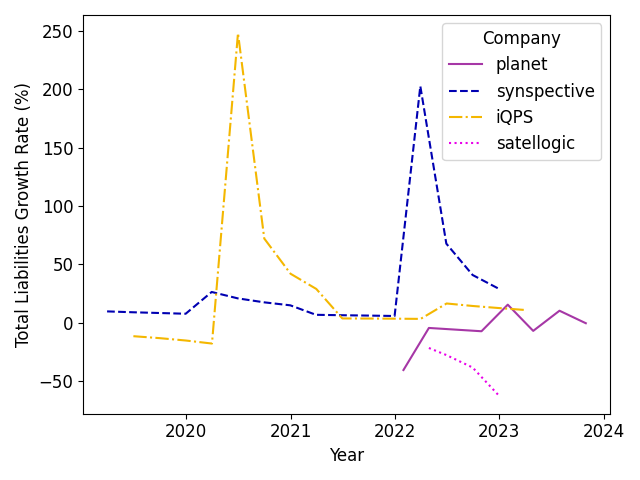 Total Liabilities Growth Rate (%)
250
200
150
100
50
0
−50
Company
planet
synspective
iQPS
satellogic
2020
2021
2022
2023
2024
Year